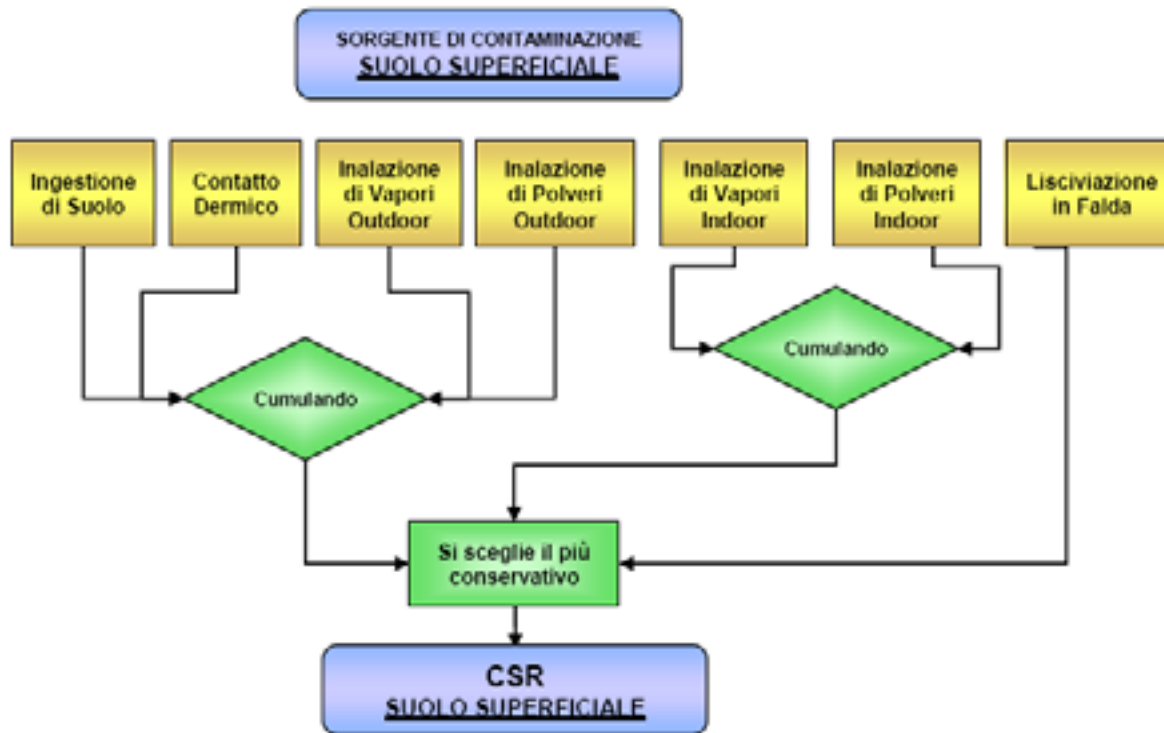 SORGENTE DI CONTAMINAZIONE
SUOLO SUPERFICIALE
Ingestione
di Suolo
Contatto
Dermico
Inalazione
di Vapori
Outdoor
Inalazione
di Polveri
Outdoor
Inalazione
di Vapori
Indoor
Inalazione
di Polveri
Indoor
Lisciviazione
in Falda
Cumulando
Cumulando
Si sceglie il più
conservativo
CSR
SUOLO SUPERFICIALE